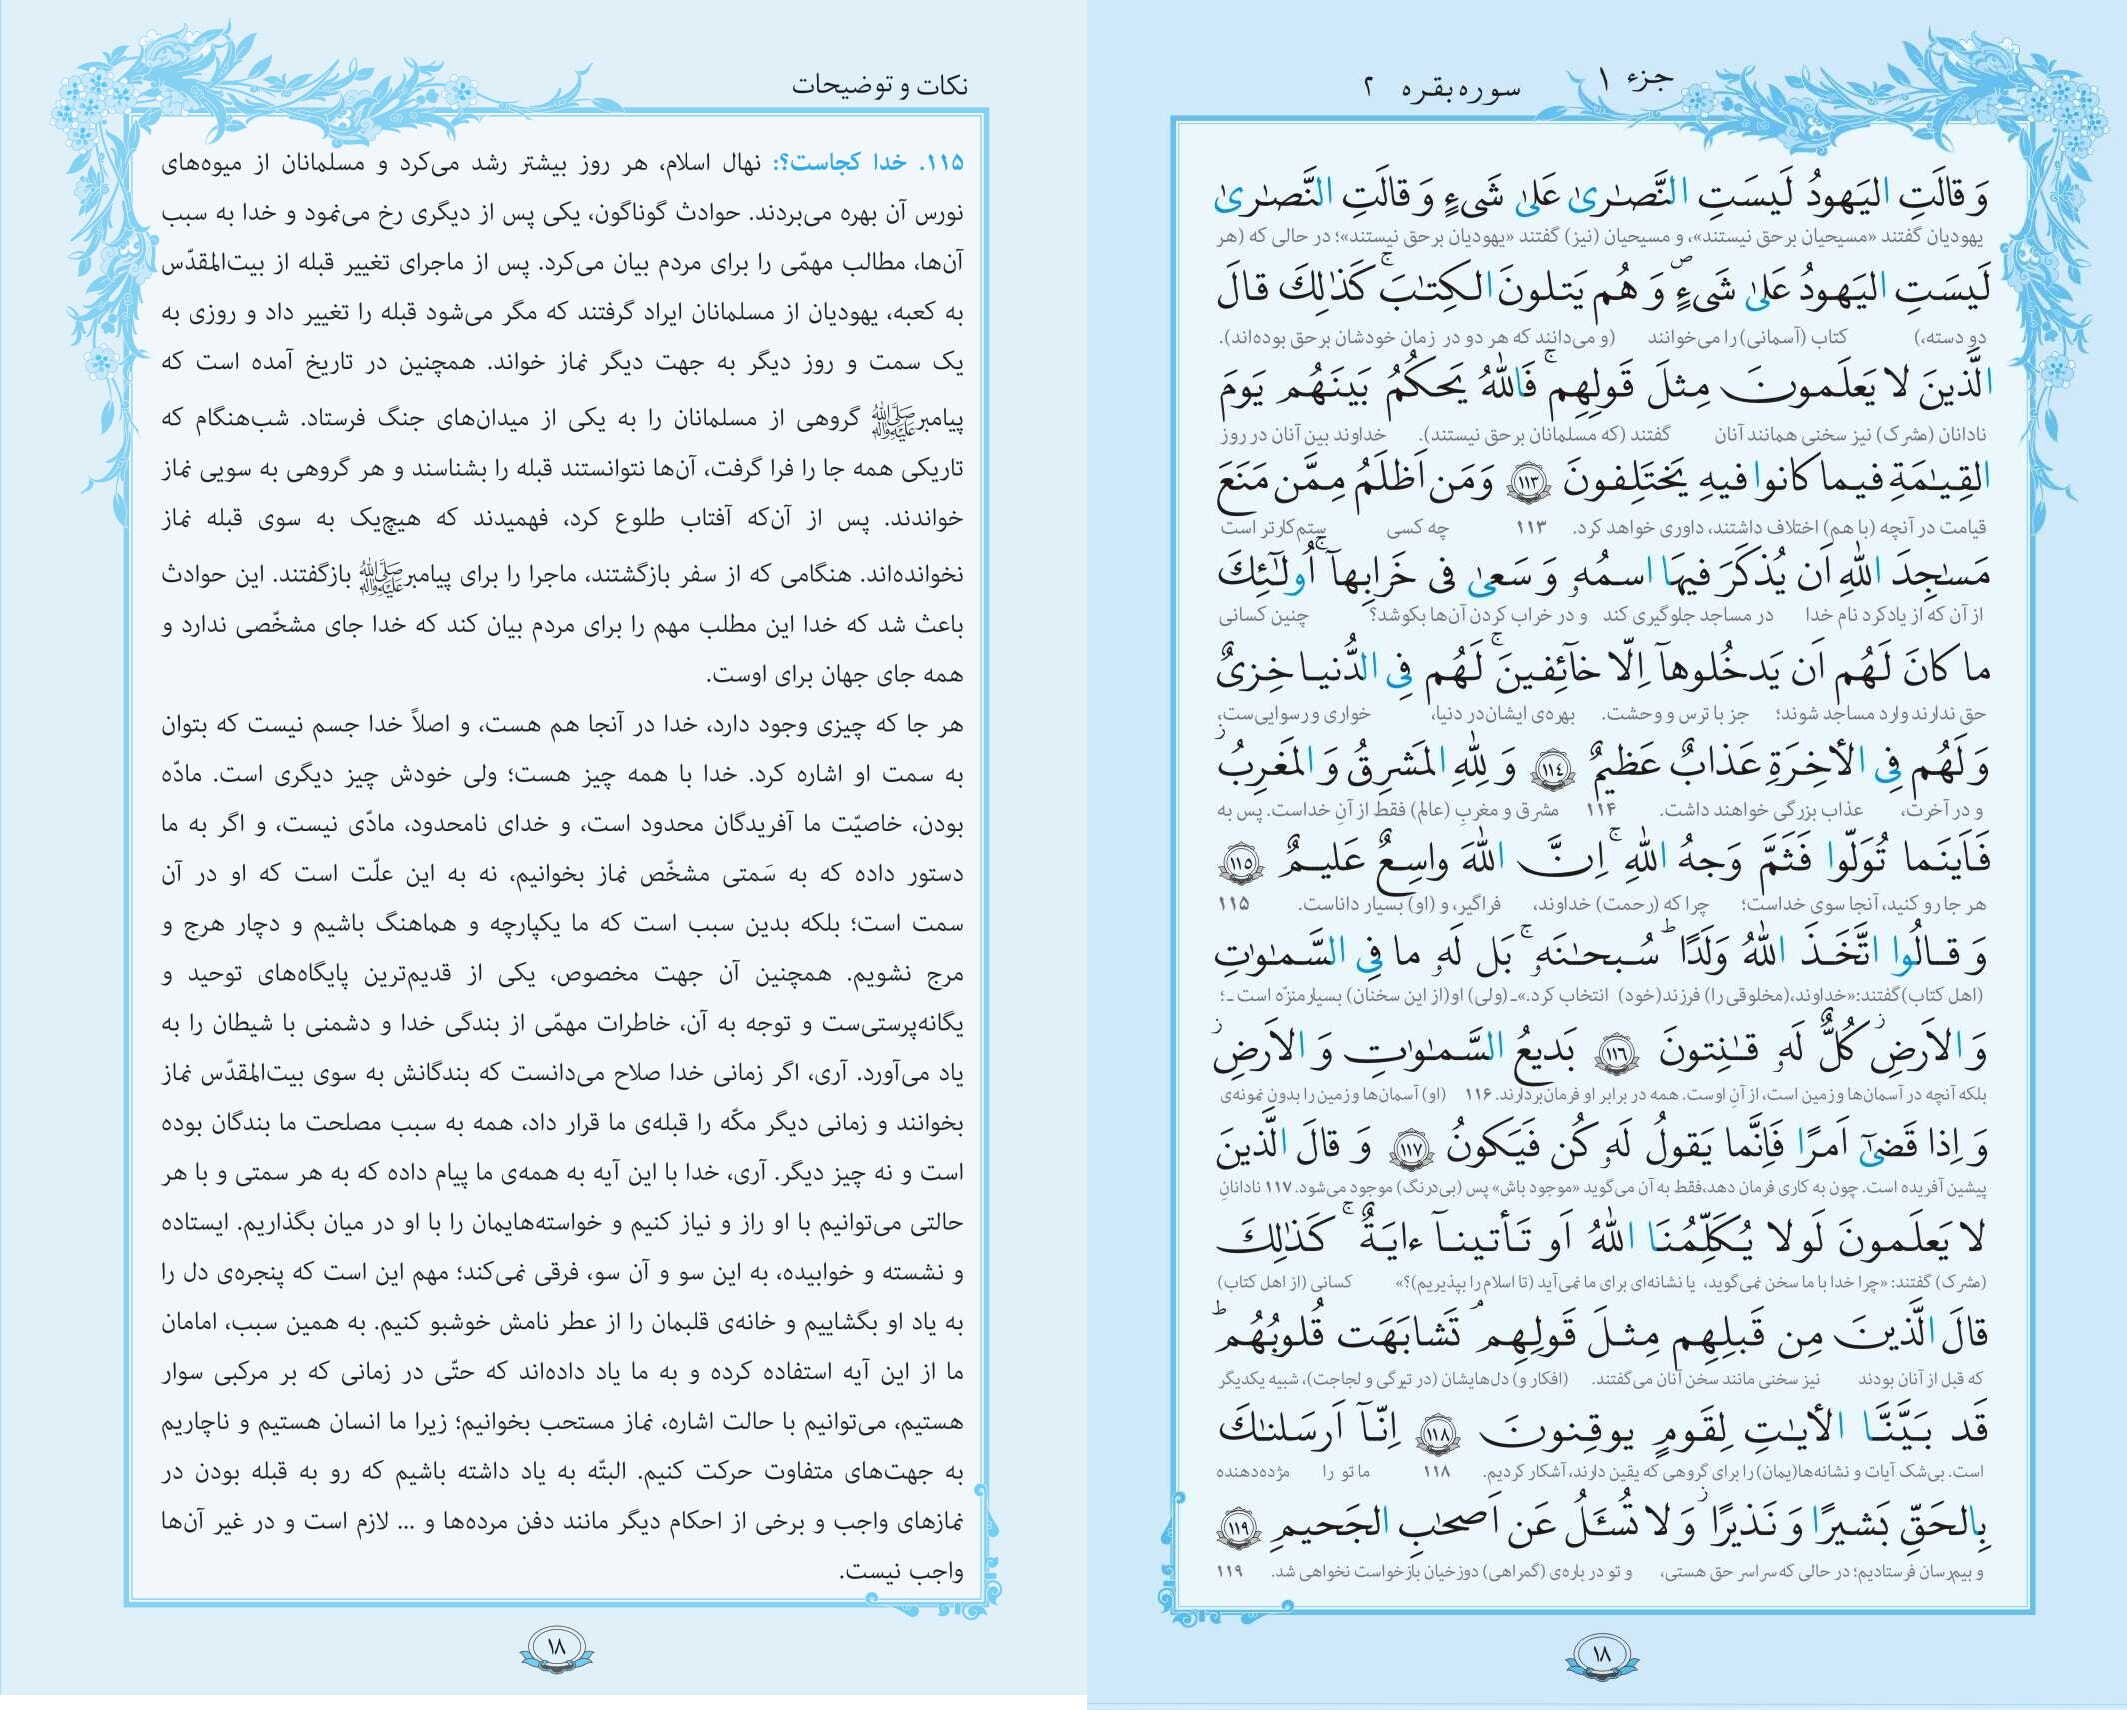 جزء ۱
سوره بقره ۲
وَ قالَتِ اليَهودُ لَيسَتِ النَّصٰرىٰ عَلىٰ شَىءٍ وَ قالَتِ النَّصٰرىٰ
یهودیان گفتند «مسیحیان بر حق نیستند»، و مسیحیان (نیز) گفتند «یهودیان بر حق نیستند»؛ در حالی که (هر
لَيسَتِ اليَهودُ عَلىٰ شَىءٍ ۖ وَ هُم يَتلونَ الكِتٰبَ ۚ كَذٰلِكَ قالَ
دو دسته،) کتاب (آسمانی) را می‌خوانند (و می‌دانند که هر دو در زمان خودشان بر حق بوده‌اند).
الَّذينَ لا يَعلَمونَ مِثلَ قَولِهِم ۚ فَاللهُ يَحكُمُ بَينَهُم يَومَ
نادانان (مشرک) نیز سخنی همانند آنان گفتند (که مسلمانان بر حق نیستند). خداوند بین آنان در روز
القِيٰمَةِ فيما كانوا فيهِ يَختَلِفونَ ١١٣ وَ مَن اَظلَمُ مِمَّن مَنَعَ
قیامت در آنچه (با هم) اختلاف داشتند، داوری خواهد کرد. ۱۱۳ چه کسی ستم‌کارتر است
مَسٰجِدَ اللهِ اَن يُذكَرَ فيهَا اسمُهٗ وَ سَعىٰ فى خَرابِهآ ۚ اُولٰٓئِكَ
از آن که از یادکرد نام خدا در مساجد جلوگیری کند و در خراب کردن آن‌ها بکوشد؟ چنین کسانی
ما كانَ لَهُم اَن يَدخُلوهآ اِلّا خآئِفينَ ۚ لَهُم فِى الدُّنيا خِزىٌ
حق ندارند وارد مساجد شوند؛ جز با ترس و وحشت. بهره‌ی ایشان در دنیا، خواری و رسوایی‌ست،
وَ لَهُم فِى الأخِرَةِ عَذابٌ عَظيمٌ ١١٤ وَ لِلّهِ المَشرِقُ وَ المَغرِبُ
و در آخرت، عذاب بزرگی خواهند داشت. ۱۱۴ مشرق و مغربِ (عالم) فقط از آنِ خداست. پس به
فَاَينَما تُوَلّوا فَثَمَّ وَجهُ اللهِ ۚ اِنَّ اللهَ واسِعٌ عَليمٌ ١١٥
هر جا رو کنید، آنجا سوی خداست؛ چرا که (رحمت) خداوند، فراگیر، و (او) بسیار داناست. ۱۱۵
وَ قالُوا اتَّخَذَ اللهُ وَلَدًا ۗ سُبحٰنَهٗ ۚ بَل لَهٗ ما فِى السَّمٰوٰتِ
(اهل کتاب) گفتند: «خداوند، (مخلوقی را) فرزند (خود) انتخاب کرد.»ـ (ولی) او (از این سخنان) بسیار منزّه است ـ؛
وَ الاَرضِ كُلٌّ لَهٗ قٰنِتونَ ١١٦ بَديعُ السَّمٰوٰتِ وَ الاَرضِ
بلکه آنچه در آسمان‌ها و زمین است، از آنِ اوست. همه در برابر او فرمان‌بردارند. ۱۱۶ (او) آسمان‌ها و زمین را بدون نمونه‌ی
وَ اِذا قَضىٰٓ اَمرًا فَاِنَّما يَقولُ لَهٗ كُن فَيَكونُ ١١٧ وَ قالَ الَّذينَ
پیشین آفریده است. چون به کاری فرمان دهد، فقط به آن می‌گوید «موجود باش» پس (بی‌درنگ) موجود می‌شود. ۱۱۷ نادانانِ
لا يَعلَمونَ لَولا يُكَلِّمُنَا اللهُ اَو تَأتينآ ءايَةٌ ۚ كَذٰلِكَ
(مشرک) گفتند: «چرا خدا با ما سخن نمی‌گوید، یا نشانه‌ای برای ما نمی‌آید (تا اسلام را بپذیریم)؟» کسانی (از اهل کتاب)
قالَ الَّذينَ مِن قَبلِهِم مِثلَ قَولِهِم تَشابَهَت قُلوبُهُم ۗ
که قبل از آنان بودند نیز سخنی مانند سخن آنان می‌گفتند. (افکار و) دل‌هایشان (در تیرگی و لجاجت)، شبیه یکدیگر
قَد بَيَّنَّا الأيٰتِ لِقَومٍ يوقِنونَ ١١٨ اِنّآ اَرسَلنٰكَ
است. بی‌شک آیات و نشانه‌ها(یمان) را برای گروهی که یقین دارند، آشکار کردیم. ۱۱۸ ما تو را مژده‌دهنده
بِالحَقِّ بَشيرًا وَ نَذيرًا وَ لا تُسـَٔلُ عَن اَصحٰبِ الجَحيمِ ١١٩
و بیم‌رسان فرستادیم؛ در حالی که سراسر حق هستی، و تو در باره‌ی (گمراهی) دوزخیان بازخواست نخواهی شد. ۱۱۹
۱۸
نکات و توضیحات
۱۱۵. خدا کجاست؟: نهال اسلام، هر روز بیشتر رشد می‌کرد و مسلمانان از میوه‌های
نورس آن بهره می‌بردند. حوادث گوناگون، یکی پس از دیگری رخ می‌نمود و خدا به سبب
آن‌ها، مطالب مهمّی را برای مردم بیان می‌کرد. پس از ماجرای تغییر قبله از بیت‌المقدّس
به کعبه، یهودیان از مسلمانان ایراد گرفتند که مگر می‌شود قبله را تغییر داد و روزی به
یک سمت و روز دیگر به جهت دیگر نماز خواند. همچنین در تاریخ آمده است که
پیامبر صلی الله علیه وآله گروهی از مسلمانان را به یکی از میدان‌های جنگ فرستاد. شب‌هنگام که
تاریکی همه جا را فرا گرفت، آن‌ها نتوانستند قبله را بشناسند و هر گروهی به سویی نماز
خواندند. پس از آن‌که آفتاب طلوع کرد، فهمیدند که هیچ‌یک به سوی قبله نماز
نخوانده‌اند. هنگامی که از سفر بازگشتند، ماجرا را برای پیامبر صلی الله علیه وآله بازگفتند. این حوادث
باعث شد که خدا این مطلب مهم را برای مردم بیان کند که خدا جای مشخّصی ندارد و
همه جای جهان برای اوست.
هر جا که چیزی وجود دارد، خدا در آنجا هم هست، و اصلاً خدا جسم نیست که بتوان
به سمت او اشاره کرد. خدا با همه چیز هست؛ ولی خودش چیز دیگری است. مادّه
بودن، خاصیّت ما آفریدگان محدود است، و خدای نامحدود، مادّی نیست، و اگر به ما
دستور داده که به سَمتی مشخّص نماز بخوانیم، نه به این علّت است که او در آن
سمت است؛ بلکه بدین سبب است که ما یکپارچه و هماهنگ باشیم و دچار هرج و
مرج نشویم. همچنین آن جهت مخصوص، یکی از قدیم‌ترین پایگاه‌های توحید و
یگانه‌پرستی‌ست و توجه به آن، خاطرات مهمّی از بندگی خدا و دشمنی با شیطان را به
یاد می‌آورد. آری، اگر زمانی خدا صلاح می‌دانست که بندگانش به سوی بیت‌المقدّس نماز
بخوانند و زمانی دیگر مکّه را قبله‌ی ما قرار داد، همه به سبب مصلحت ما بندگان بوده
است و نه چیز دیگر. آری، خدا با این آیه به همه‌ی ما پیام داده که به هر سمتی و با هر
حالتی می‌توانیم با او راز و نیاز کنیم و خواسته‌هایمان را با او در میان بگذاریم. ایستاده
و نشسته و خوابیده، به این سو و آن سو، فرقی نمی‌کند؛ مهم این است که پنجره‌ی دل را
به یاد او بگشاییم و خانه‌ی قلبمان را از عطر نامش خوشبو کنیم. به همین سبب، امامان
ما از این آیه استفاده کرده و به ما یاد داده‌اند که حتّی در زمانی که بر مرکبی سوار
هستیم، می‌توانیم با حالت اشاره، نماز مستحب بخوانیم؛ زیرا ما انسان هستیم و ناچاریم
به جهت‌های متفاوت حرکت کنیم. البتّه به یاد داشته باشیم که رو به قبله بودن در
نمازهای واجب و برخی از احکام دیگر مانند دفن مرده‌ها و ... لازم است و در غیر آن‌ها
واجب نیست.
۱۸